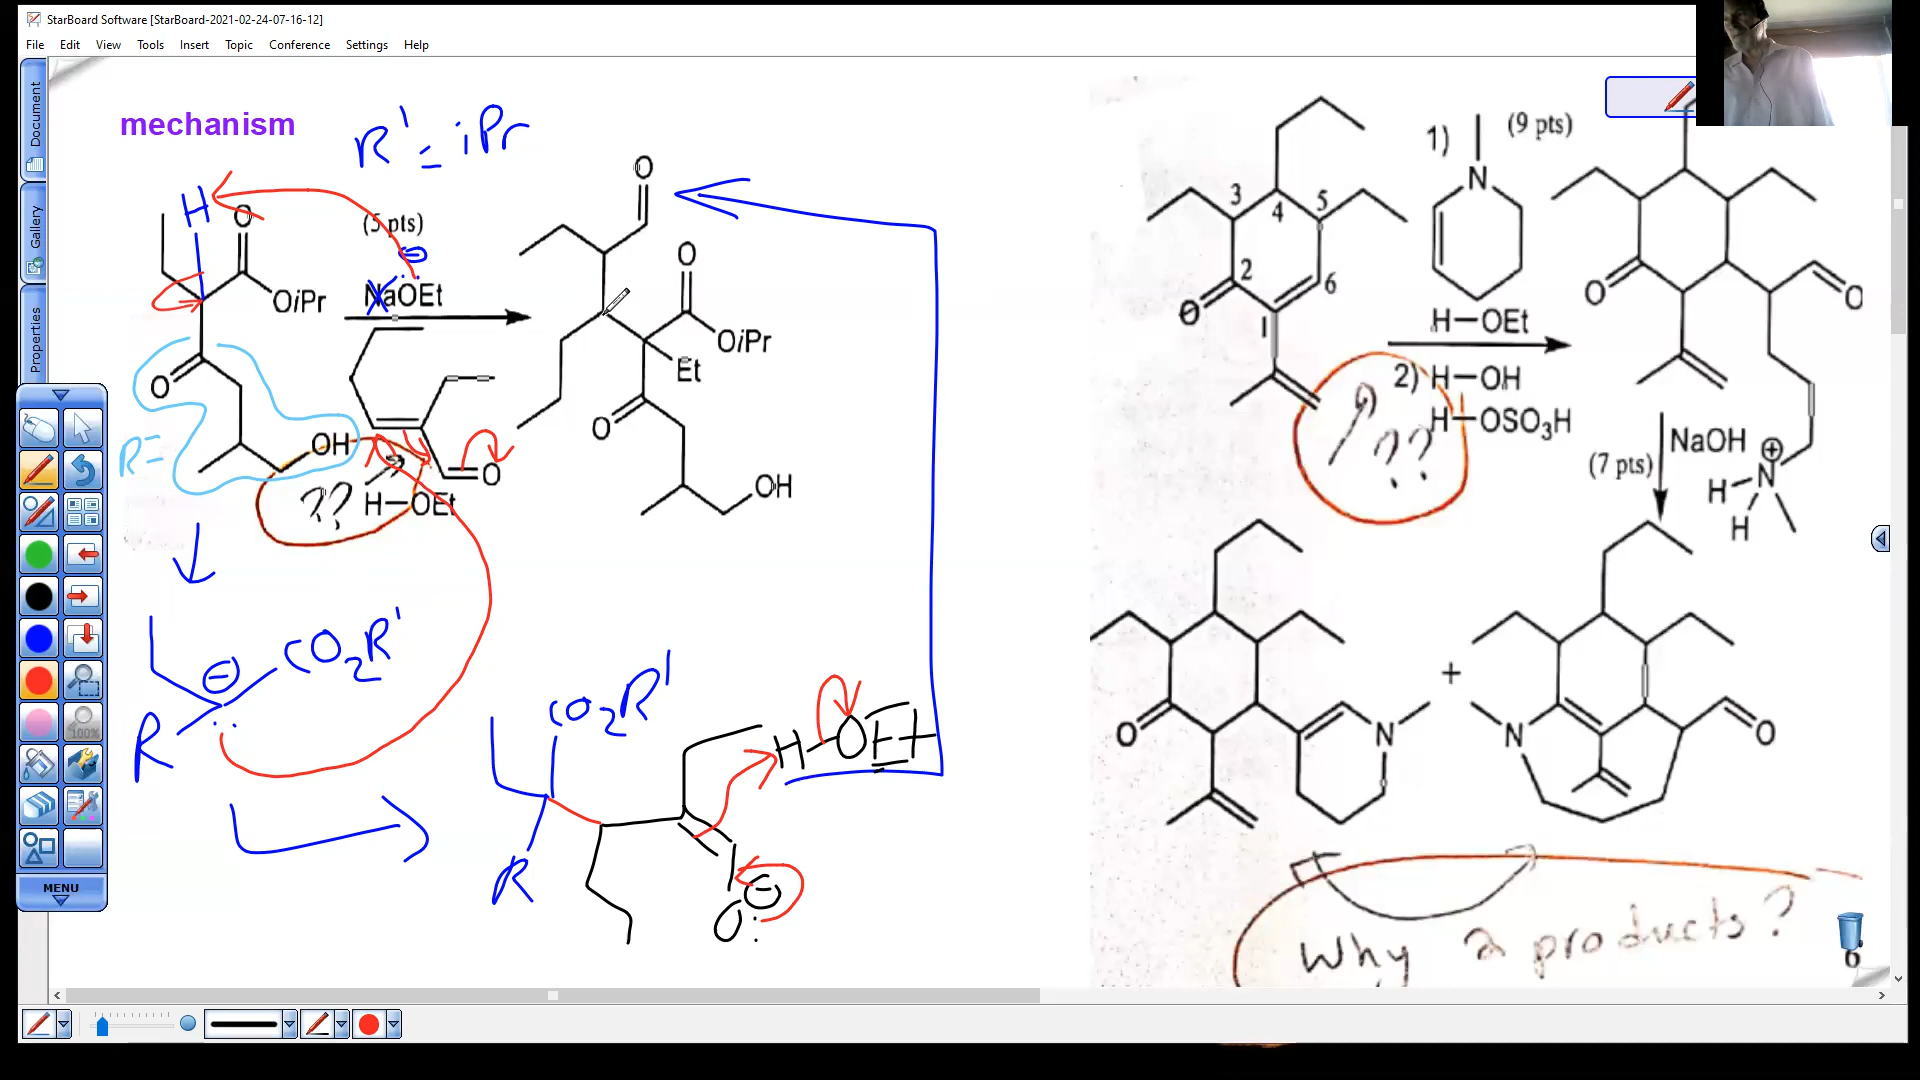 StarBoard Software [StarBoard-2021-02-24-07-16-12]
File Edit View Tools Insert Topic Conference Settings Help
Document
Gallery
Properties
mechanism
R' = iPr
H
O
(5 pts)
⊖
NaOEt
OiPr
O
R=
OH
O
??
H—OEt
O
O
OiPr
Et
O
OH
R
⊖
CO2R'
CO2R'
R
H-OEt
O
⊖
3
4
5
2
6
1
O
1)
(9 pts)
N
H—OEt
2) H—OH
H—OSO3H
??
O
O
NaOH
(7 pts)
⊕
H
N
H
O
N
+
N
O
Why 2 products?
6
100%
MENU